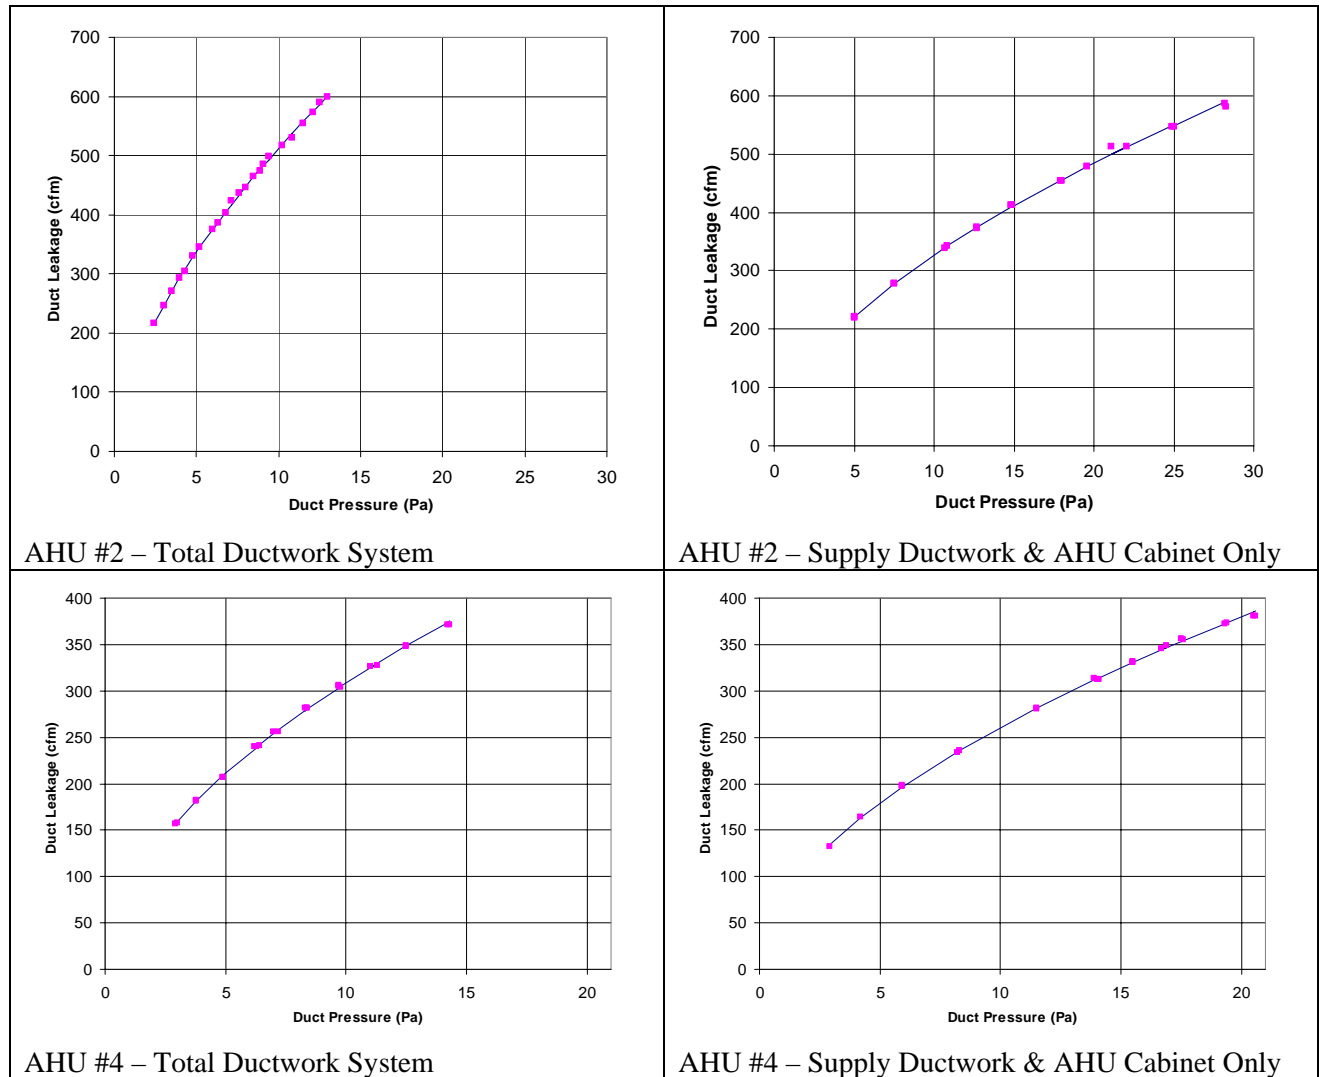 700
600
500
400
300
200
100
0
0 5 10 15 20 25 30
Duct Leakage (cfm)
Duct Pressure (Pa)
AHU #2 – Total Ductwork System
700
600
500
400
300
200
100
0
0 5 10 15 20 25 30
Duct Leakage (cfm)
Duct Pressure (Pa)
AHU #2 – Supply Ductwork & AHU Cabinet Only
400
350
300
250
200
150
100
50
0
0 5 10 15 20
Duct Leakage (cfm)
Duct Pressure (Pa)
AHU #4 – Total Ductwork System
400
350
300
250
200
150
100
50
0
0 5 10 15 20
Duct Leakage (cfm)
Duct Pressure (Pa)
AHU #4 – Supply Ductwork & AHU Cabinet Only